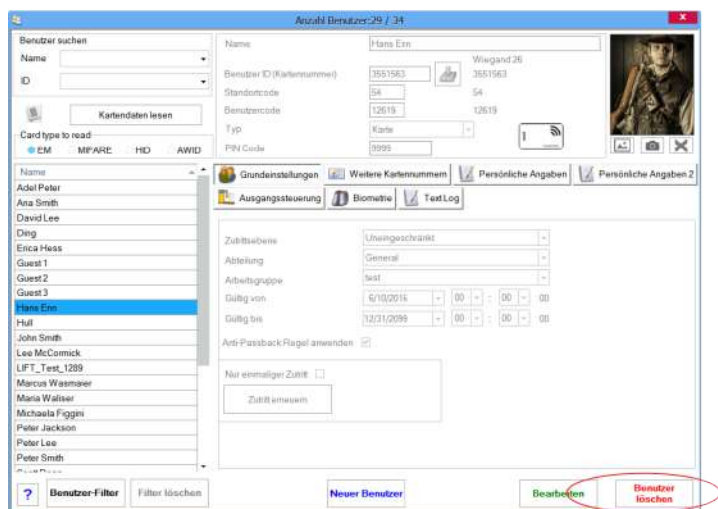 Anzahl Benutzer:29 / 34
Benutzer suchen
Name
ID
Kartendaten lesen
Card type to read
EM MIFARE HID AWID
Name
Adel Peter
Ana Smith
David Lee
Ding
Erica Hess
Guest 1
Guest 2
Guest 3
Hans Enn
Hull
John Smith
Lee McCormick
LIFT_Test_1289
Marcus Wasmaier
Maria Waliser
Michaela Figgini
Peter Jackson
Peter Lee
Peter Smith
Name Hans Enn
Wiegand 26
Benutzer ID (Kartennummer) 3551563 3551563
Standortcode 54 54
Benutzercode 12619 12619
Typ Karte
PIN Code 9999
Grundeinstellungen Weitere Kartennummern Persönliche Angaben Persönliche Angaben 2
Ausgangssteuerung Biometrie Text Log
Zutrittsebene Uneingeschränkt
Abteilung General
Arbeitsgruppe test
Gültig von 6/10/2016 00 : 00 00
Gültig bis 12/31/2099 00 : 00 00
Anti-Passback Regel anwenden
Nur einmaliger Zutritt
Zutritt erneuern
? Benutzer-Filter Filter löschen Neuer Benutzer Bearbeiten Benutzer
löschen